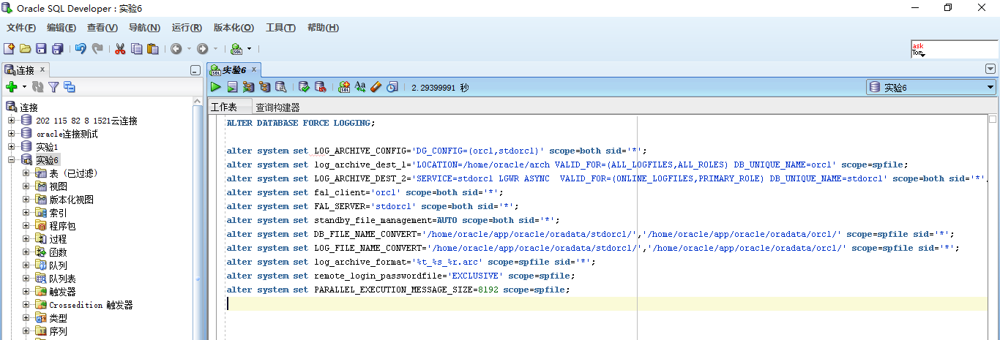 Oracle SQL Developer : 实验6
文件(F) 编辑(E) 查看(V) 导航(N) 运行(R) 版本化(O) 工具(T) 帮助(H)
SQL
ask
Tom
连接 x
SQL 实验6 x
2.29399991 秒
实验6
工作表 查询构建器
连接
202 115 82 8 1521云连接
oracle连接测试
实验1
实验6
表 (已过滤)
视图
版本化视图
索引
程序包
过程
函数
队列
队列表
触发器
Crossedition 触发器
类型
序列
ALTER DATABASE FORCE LOGGING;
alter system set LOG_ARCHIVE_CONFIG='DG_CONFIG=(orcl,stdorcl)' scope=both sid='*';
alter system set log_archive_dest_1='LOCATION=/home/oracle/arch VALID_FOR=(ALL_LOGFILES,ALL_ROLES) DB_UNIQUE_NAME=orcl' scope=spfile;
alter system set LOG_ARCHIVE_DEST_2='SERVICE=stdorcl LGWR ASYNC  VALID_FOR=(ONLINE_LOGFILES,PRIMARY_ROLE) DB_UNIQUE_NAME=stdorcl' scope=both sid='*'
alter system set fal_client='orcl' scope=both sid='*';
alter system set FAL_SERVER='stdorcl' scope=both sid='*';
alter system set standby_file_management=AUTO scope=both sid='*';
alter system set DB_FILE_NAME_CONVERT='/home/oracle/app/oracle/oradata/stdorcl/','/home/oracle/app/oracle/oradata/orcl/' scope=spfile sid='*';
alter system set LOG_FILE_NAME_CONVERT='/home/oracle/app/oracle/oradata/stdorcl/','/home/oracle/app/oracle/oradata/orcl/' scope=spfile sid='*';
alter system set log_archive_format='%t_%s_%r.arc' scope=spfile sid='*';
alter system set remote_login_passwordfile='EXCLUSIVE' scope=spfile;
alter system set PARALLEL_EXECUTION_MESSAGE_SIZE=8192 scope=spfile;